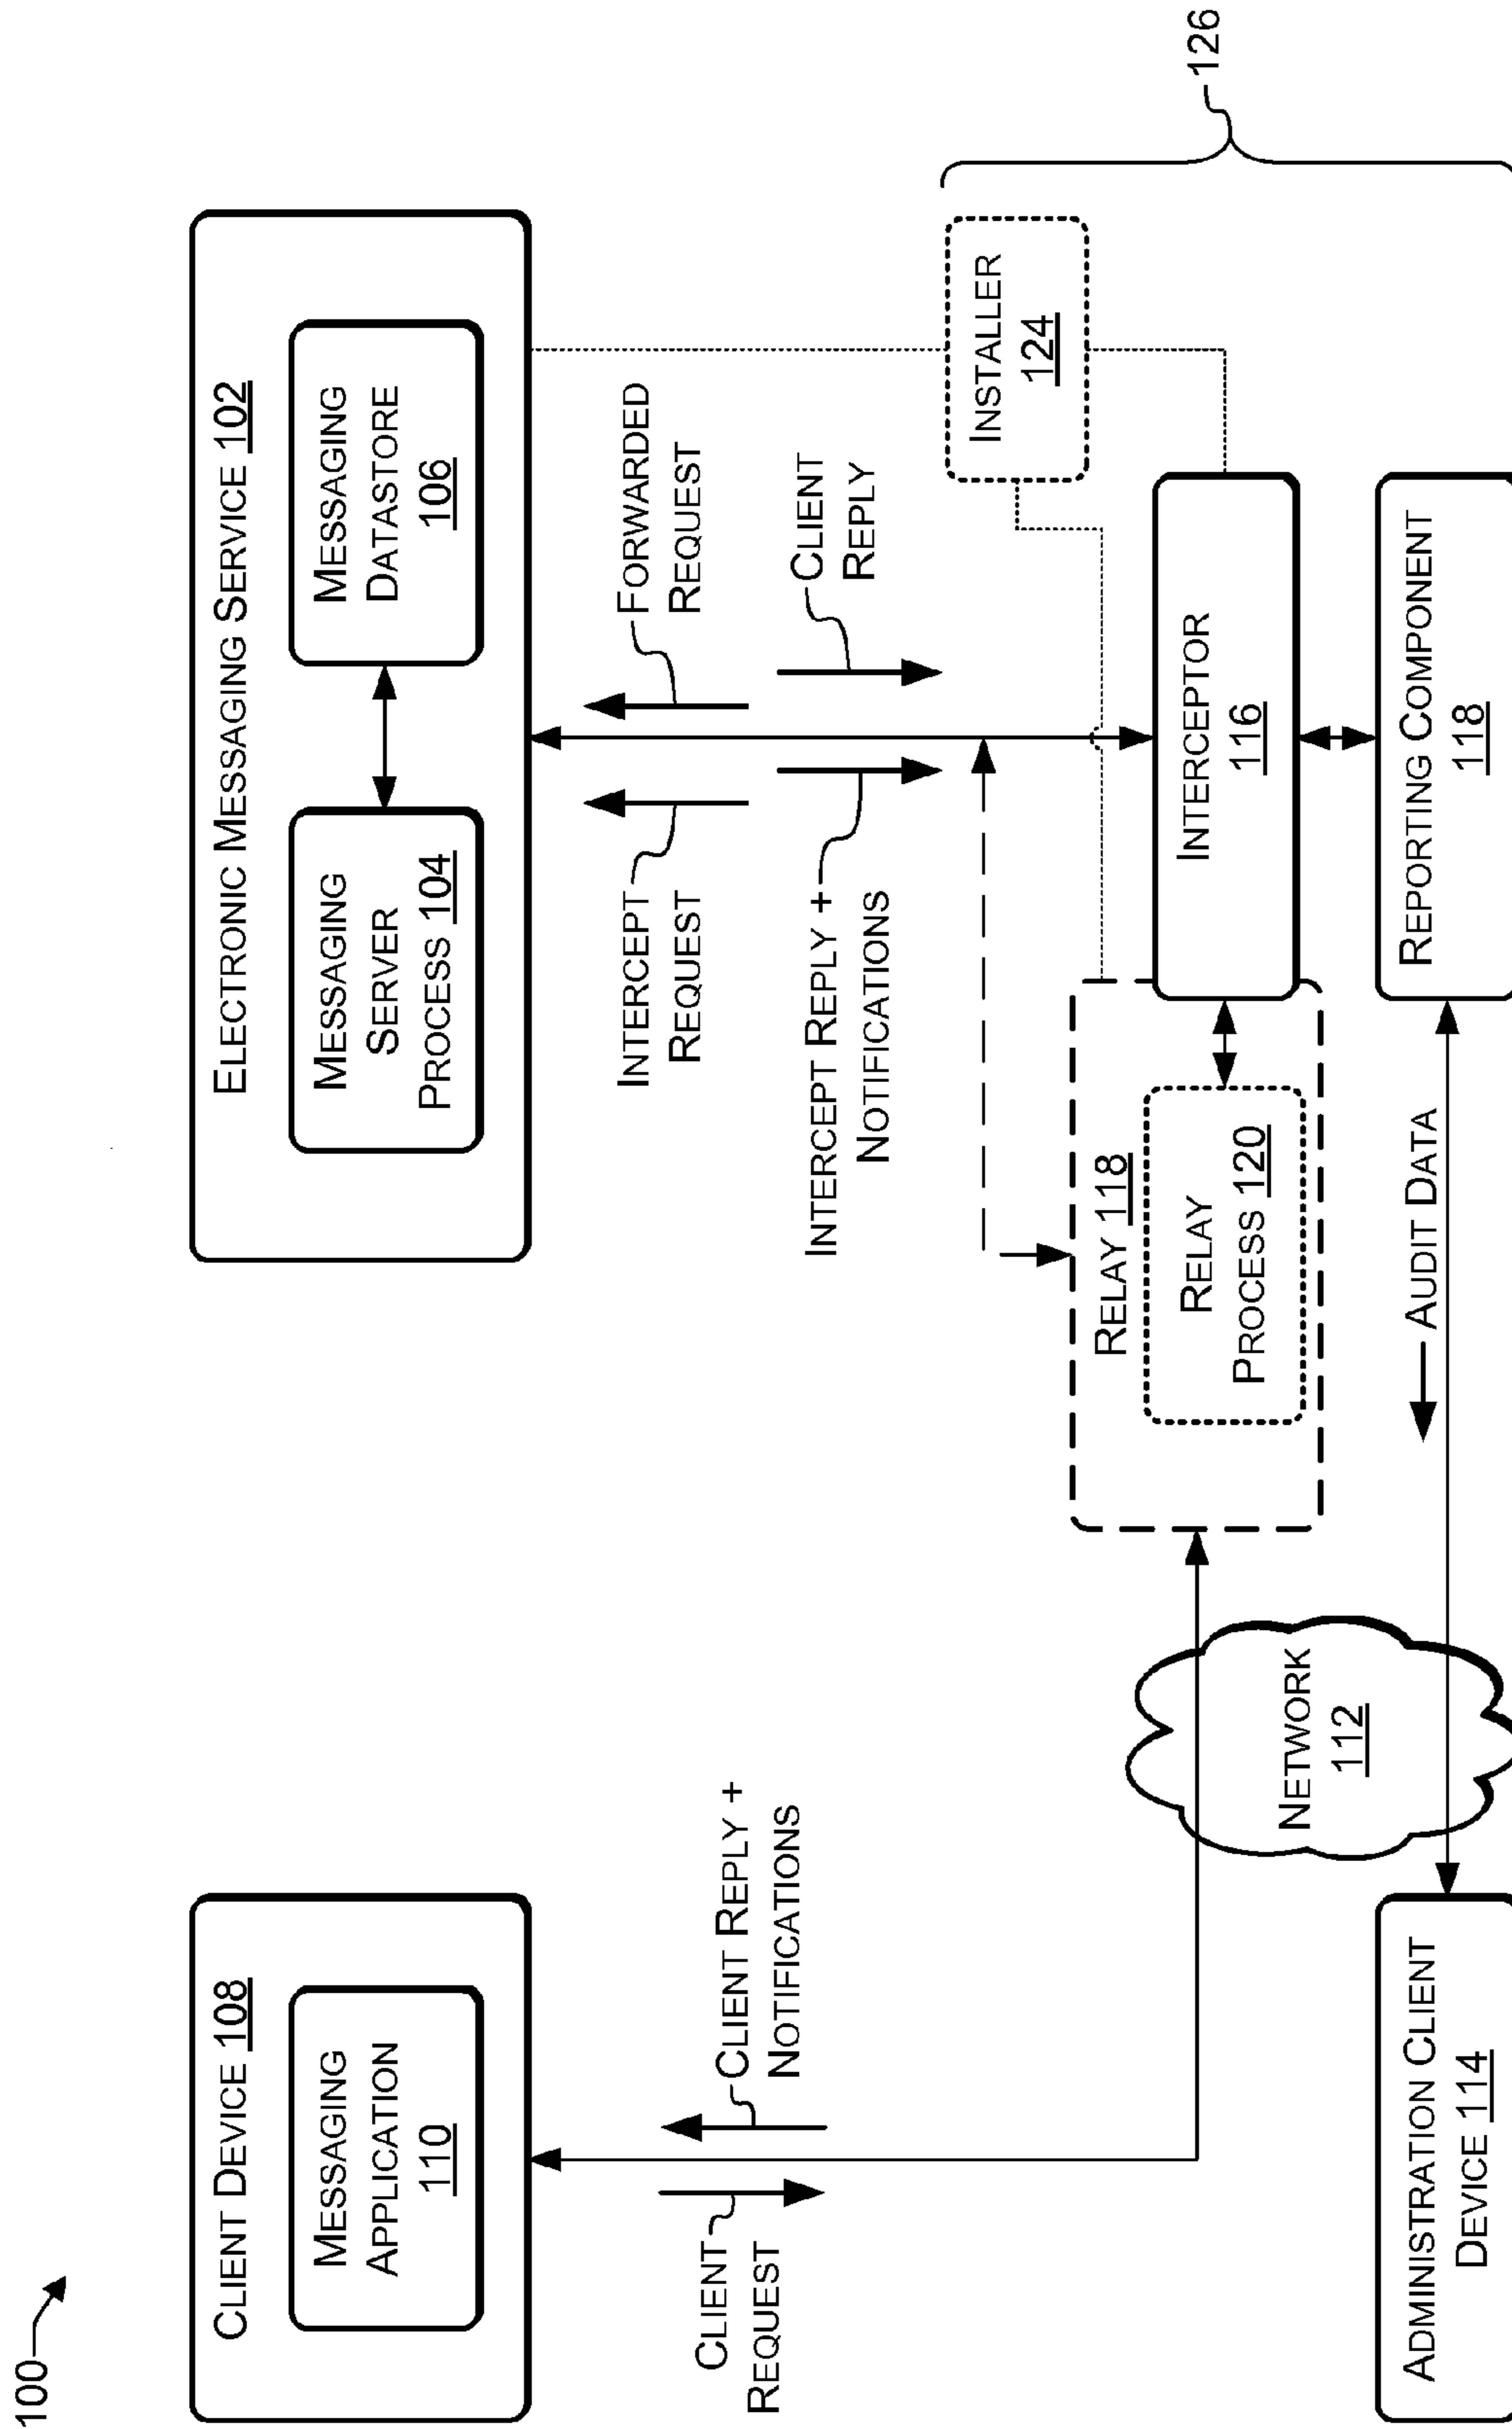 100
CLIENT DEVICE 108
MESSAGING
APPLICATION
110
ELECTRONIC MESSAGING SERVICE 102
MESSAGING
SERVER
PROCESS 104
MESSAGING
DATASTORE
106
CLIENT
REQUEST
CLIENT REPLY +
NOTIFICATIONS
INTERCEPT
REQUEST
FORWARDED
REQUEST
INTERCEPT REPLY +
NOTIFICATIONS
CLIENT
REPLY
INSTALLER
124
126
NETWORK
112
RELAY 118
RELAY
PROCESS 120
INTERCEPTOR
116
ADMINISTRATION CLIENT
DEVICE 114
AUDIT DATA
REPORTING COMPONENT
118